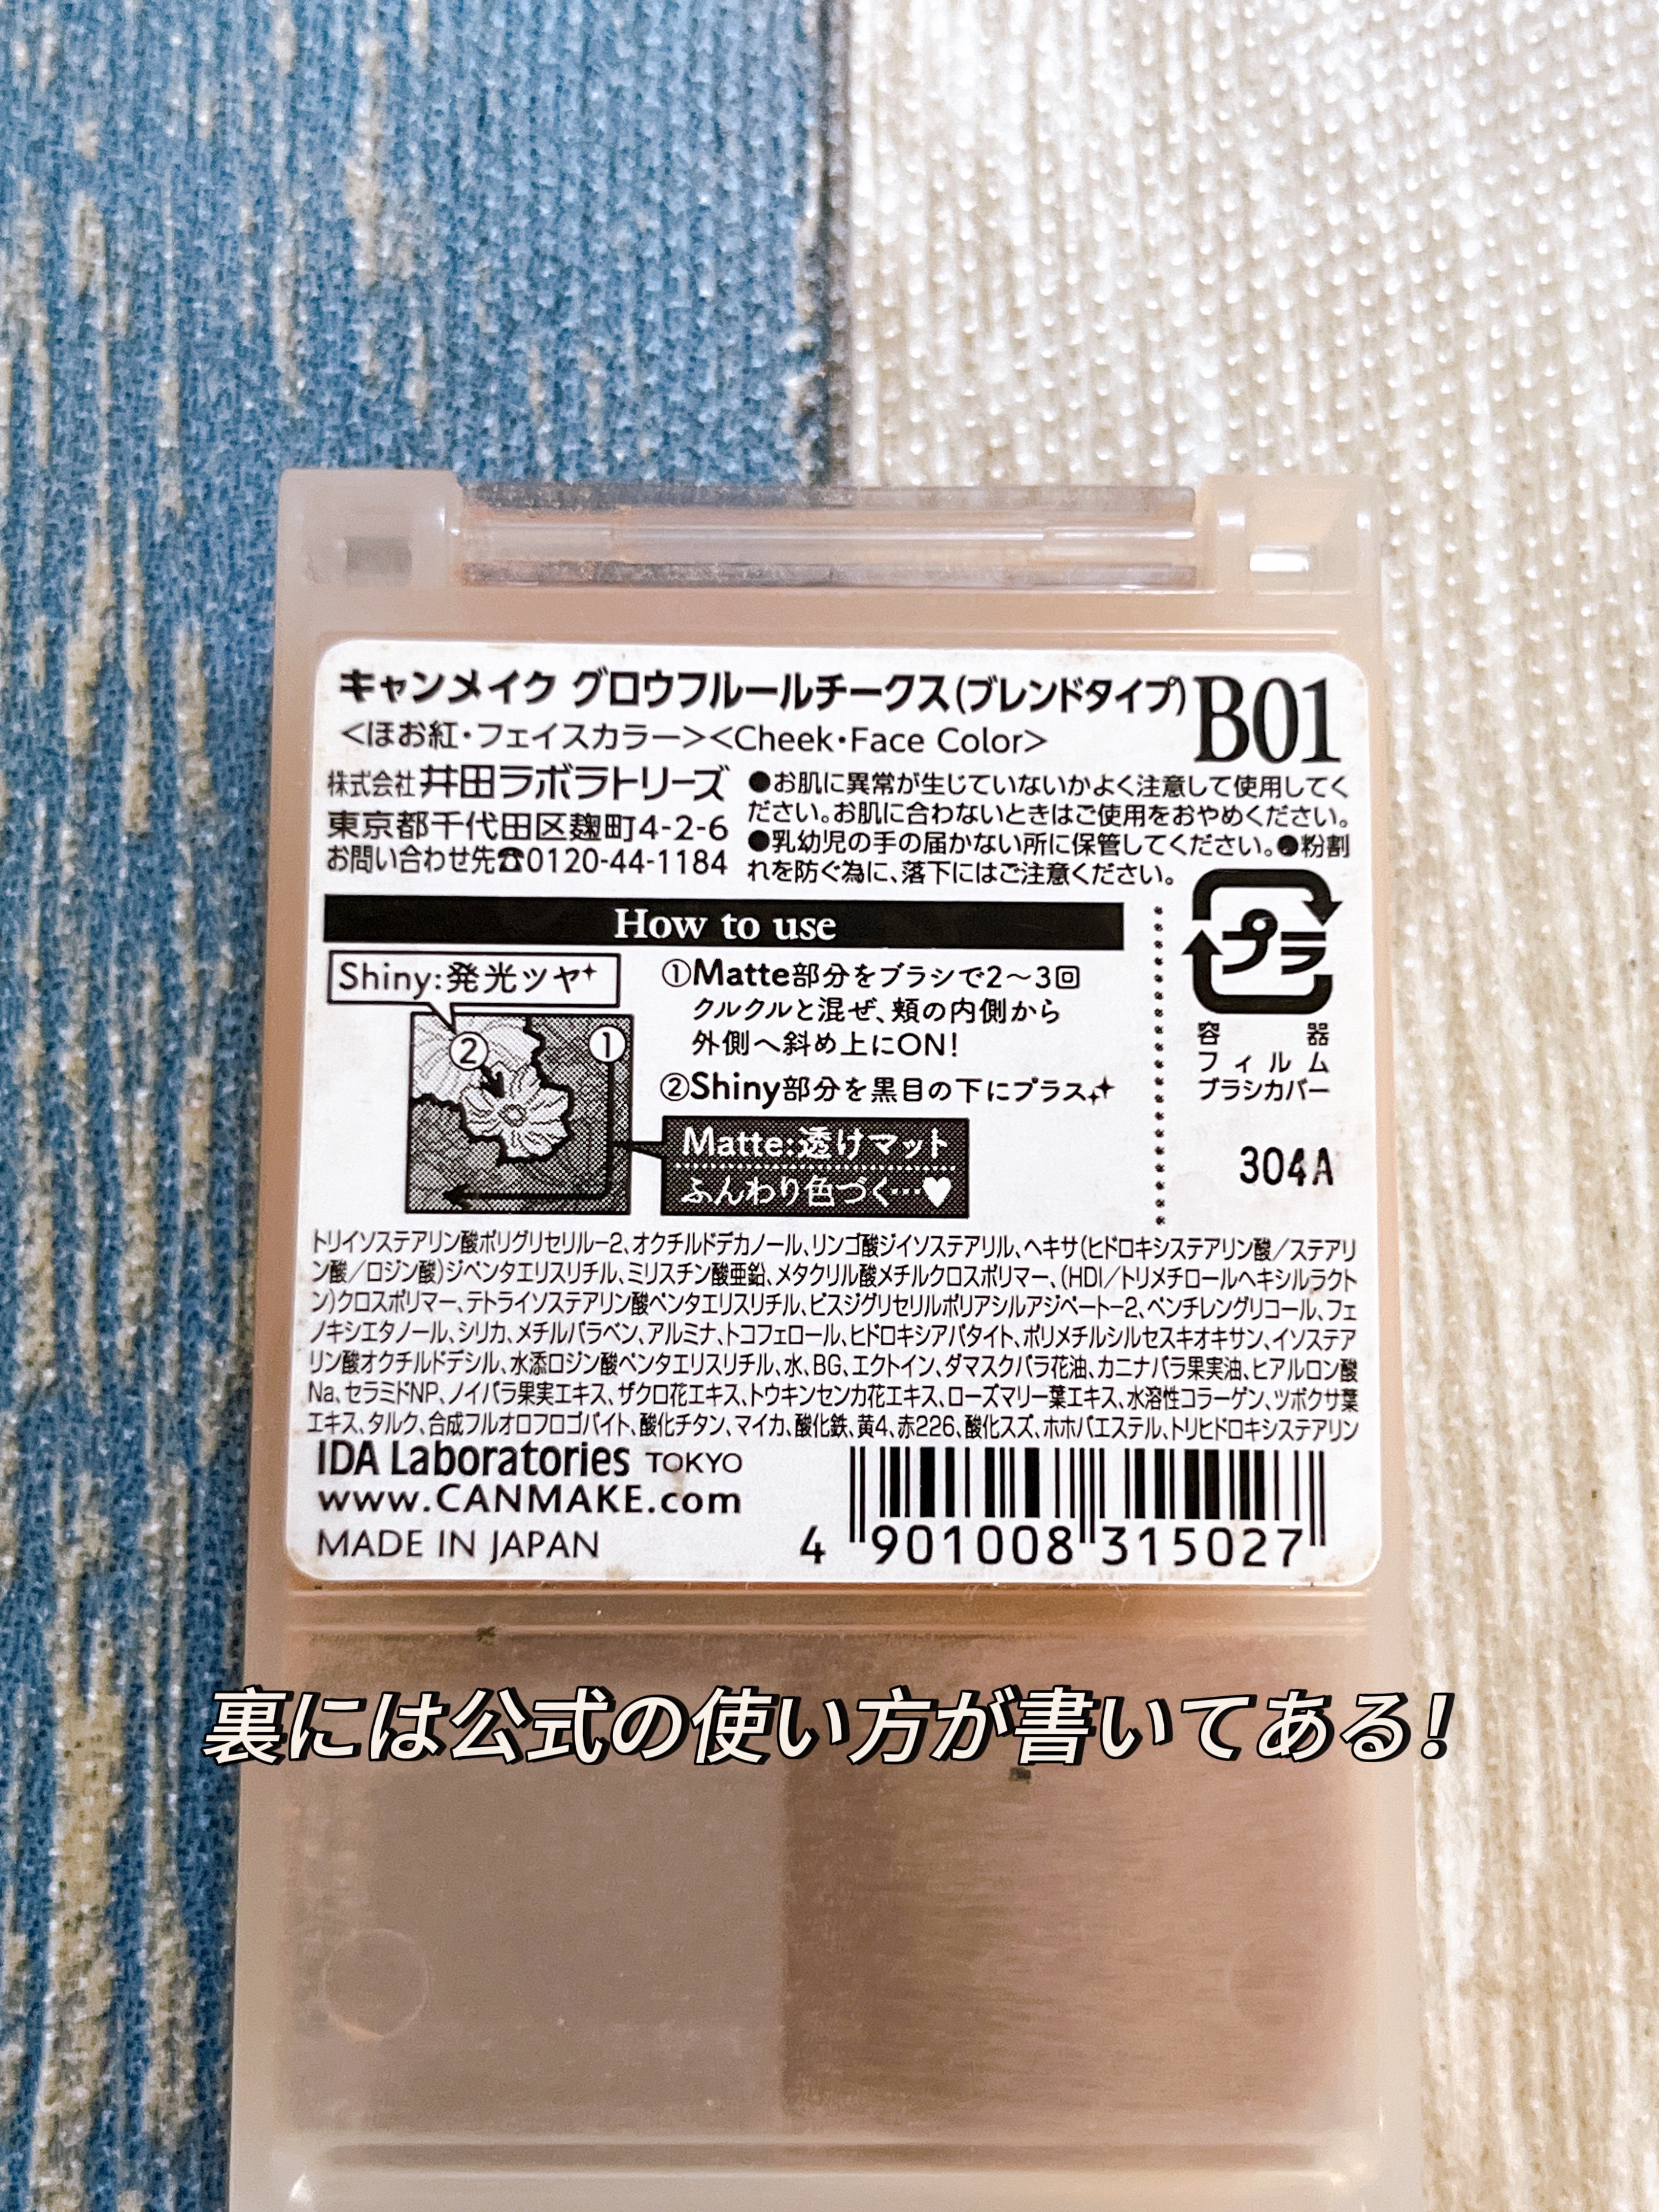 キャンメイク グロウフルールチークス(ブレンドタイプ) B01
<ほお紅・フェイスカラー><Cheek・Face Color>
株式会社 井田ラボラトリーズ
東京都千代田区麹町4-2-6
お問い合わせ先☎0120-44-1184
●お肌に異常が生じていないかよく注意して使用してく
ださい。お肌に合わないときはご使用をおやめください。
●乳幼児の手の届かない所に保管してください。●粉割
れを防ぐ為に、落下にはご注意ください。
How to use
Shiny:発光ツヤ
② ①
①Matte部分をブラシで2〜3回
クルクルと混ぜ、頬の内側から
外側へ斜め上にON!
②Shiny部分を黒目の下にプラス
Matte:透けマット
ふんわり色づく…♥
プラ
容器
フィルム
ブラシカバー
304A
トリイソステアリン酸ポリグリセリル-2、オクチルドデカノール、リンゴ酸ジイソステアリル、ヘキサ(ヒドロキシステアリン酸/ステアリ
ン酸/ロジン酸)ジペンタエリスリチル、ミリスチン酸亜鉛、メタクリル酸メチルクロスポリマー、(HDI/トリメチロールヘキシルラクト
ン)クロスポリマー、テトライソステアリン酸ペンタエリスリチル、ビスジグリセリルポリアシルアジペート-2、ペンチレングリコール、フェ
ノキシエタノール、シリカ、メチルパラベン、アルミナ、トコフェロール、ヒドロキシアパタイト、ポリメチルシルセスキオキサン、イソステア
リン酸オクチルドデシル、水添ロジン酸ペンタエリスリチル、水、BG、エクトイン、ダマスクバラ花油、カニナバラ果実油、ヒアルロン酸
Na、セラミドNP、ノイバラ果実エキス、ザクロ花エキス、トウキンセンカ花エキス、ローズマリー葉エキス、水溶性コラーゲン、ツボクサ葉
エキス、タルク、合成フルオロフロゴパイト、酸化チタン、マイカ、酸化鉄、黄4、赤226、酸化スズ、ホホバエステル、トリヒドロキシステアリン
IDA Laboratories TOKYO
www.CANMAKE.com
MADE IN JAPAN
4 901008 315027
裏には公式の使い方が書いてある!